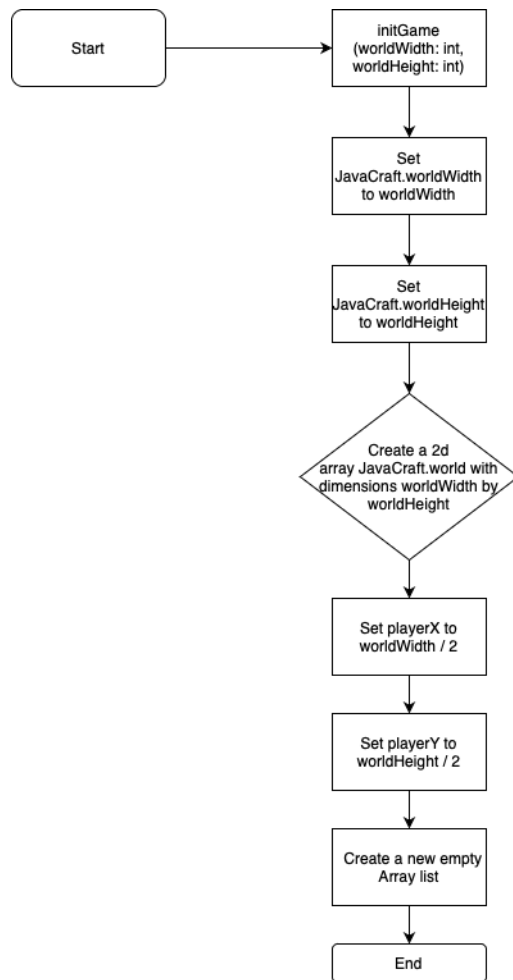 Start
initGame
(worldWidth: int,
worldHeight: int)
Set
JavaCraft.worldWidth
to worldWidth
Set
JavaCraft.worldHeight
to worldHeight
Create a 2d
array JavaCraft.world with
dimensions worldWidth by
worldHeight
Set playerX to
worldWidth / 2
Set playerY to
worldHeight / 2
Create a new empty
Array list
End